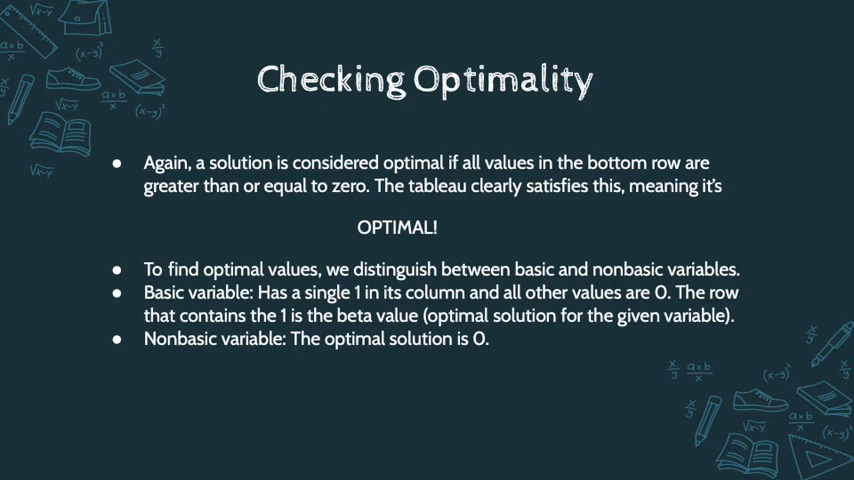 Checking Optimality
● Again, a solution is considered optimal if all values in the bottom row are
greater than or equal to zero. The tableau clearly satisfies this, meaning it's
OPTIMAL!
● To find optimal values, we distinguish between basic and nonbasic variables.
● Basic variable: Has a single 1 in its column and all other values are 0. The row
that contains the 1 is the beta value (optimal solution for the given variable).
● Nonbasic variable: The optimal solution is 0.